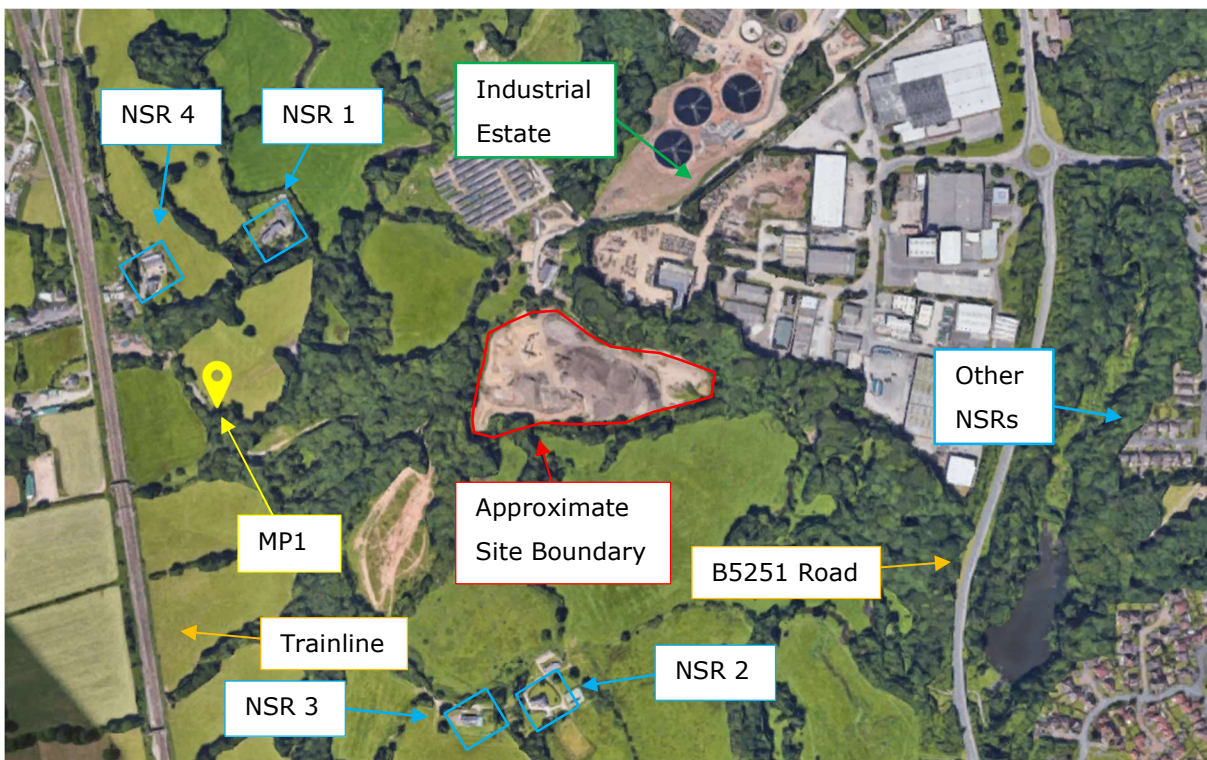 NSR 4
NSR 1
Industrial
Estate
Other
NSRs
Approximate
Site Boundary
MP1
B5251 Road
Trainline
NSR 2
NSR 3